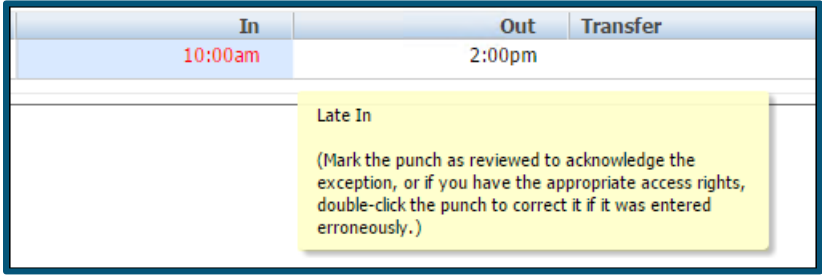 In Out Transfer
10:00am 2:00pm
Late In
(Mark the punch as reviewed to acknowledge the
exception, or if you have the appropriate access rights,
double-click the punch to correct it if it was entered
erroneously.)